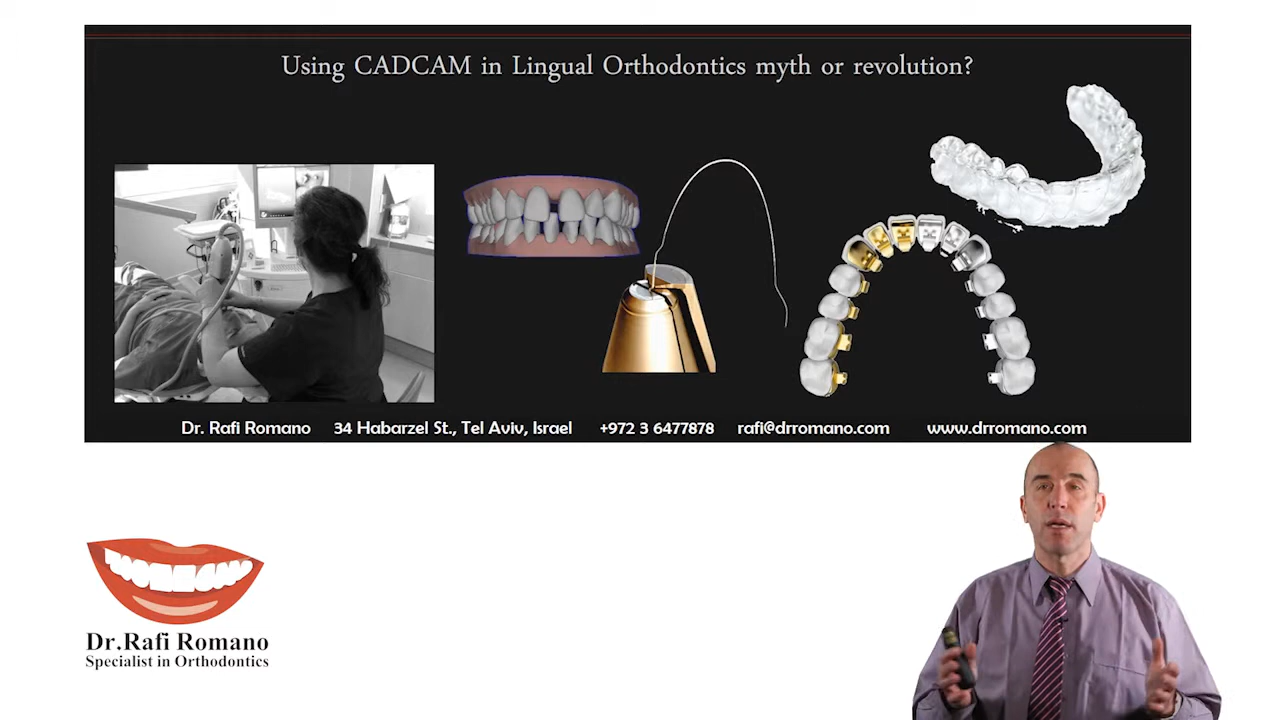 Using CADCAM in Lingual Orthodontics myth or revolution?
Dr. Rafi Romano 34 Habarzel St., Tel Aviv, Israel +972 3 6477878 rafi@drromano.com www.drromano.com
Dr.Rafi Romano
Specialist in Orthodontics